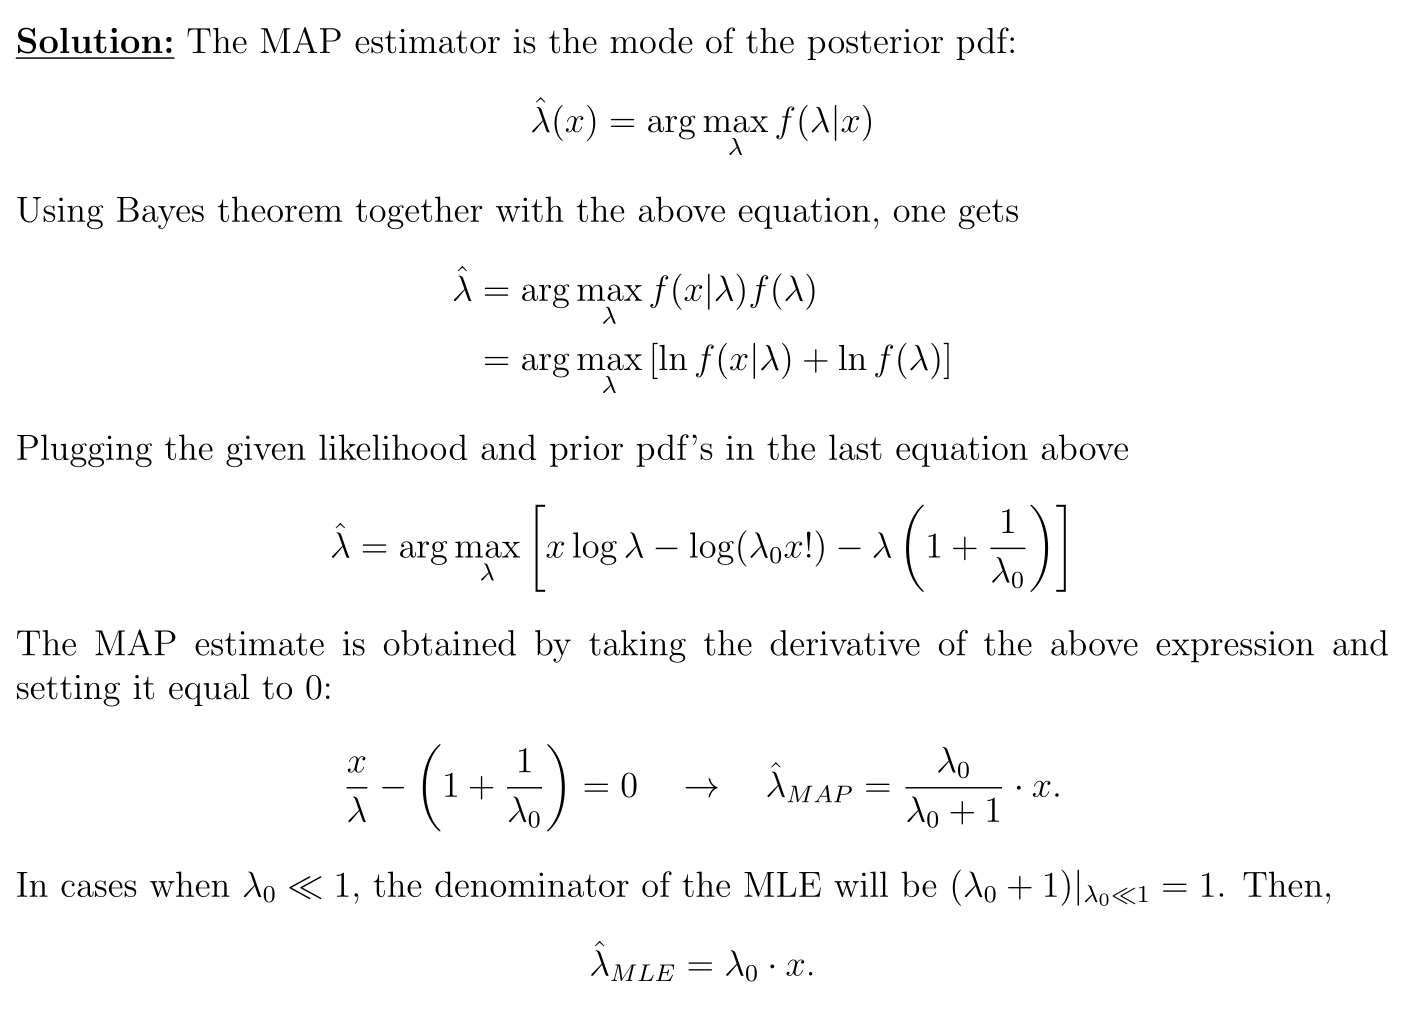 Solution: The MAP estimator is the mode of the posterior pdf:
$$\hat{\lambda}(x) = \arg\max_{\lambda} f(\lambda|x)$$
Using Bayes theorem together with the above equation, one gets
$$\hat{\lambda} = \arg\max_{\lambda} f(x|\lambda)f(\lambda)$$
$$= \arg\max_{\lambda} [\ln f(x|\lambda) + \ln f(\lambda)]$$
Plugging the given likelihood and prior pdf's in the last equation above
$$\hat{\lambda} = \arg\max_{\lambda} \left[ x \log \lambda - \log(\lambda_0 x!) - \lambda \left( 1 + \frac{1}{\lambda_0} \right) \right]$$
The MAP estimate is obtained by taking the derivative of the above expression and
setting it equal to 0:
$$\frac{x}{\lambda} - \left( 1 + \frac{1}{\lambda_0} \right) = 0 \quad \rightarrow \quad \hat{\lambda}_{MAP} = \frac{\lambda_0}{\lambda_0 + 1} \cdot x.$$
In cases when $\lambda_0 \ll 1$, the denominator of the MLE will be $(\lambda_0 + 1)|_{\lambda_0 \ll 1} = 1$. Then,
$$\hat{\lambda}_{MLE} = \lambda_0 \cdot x.$$